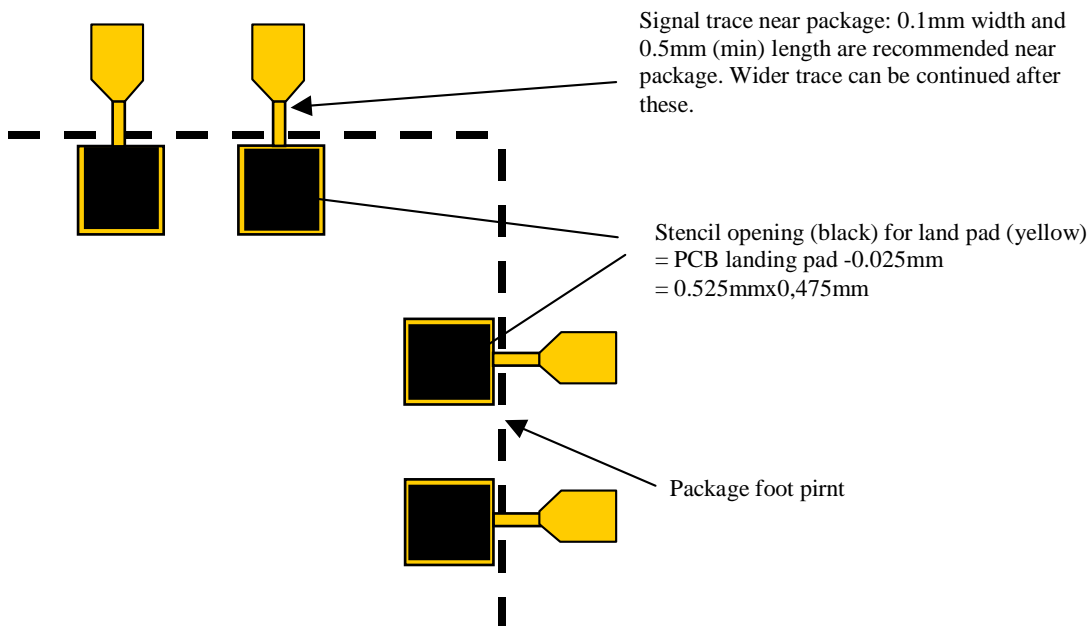 Signal trace near package: 0.1mm width and
0.5mm (min) length are recommended near
package. Wider trace can be continued after
these.
Stencil opening (black) for land pad (yellow)
= PCB landing pad -0.025mm
= 0.525mmx0,475mm
Package foot pirnt